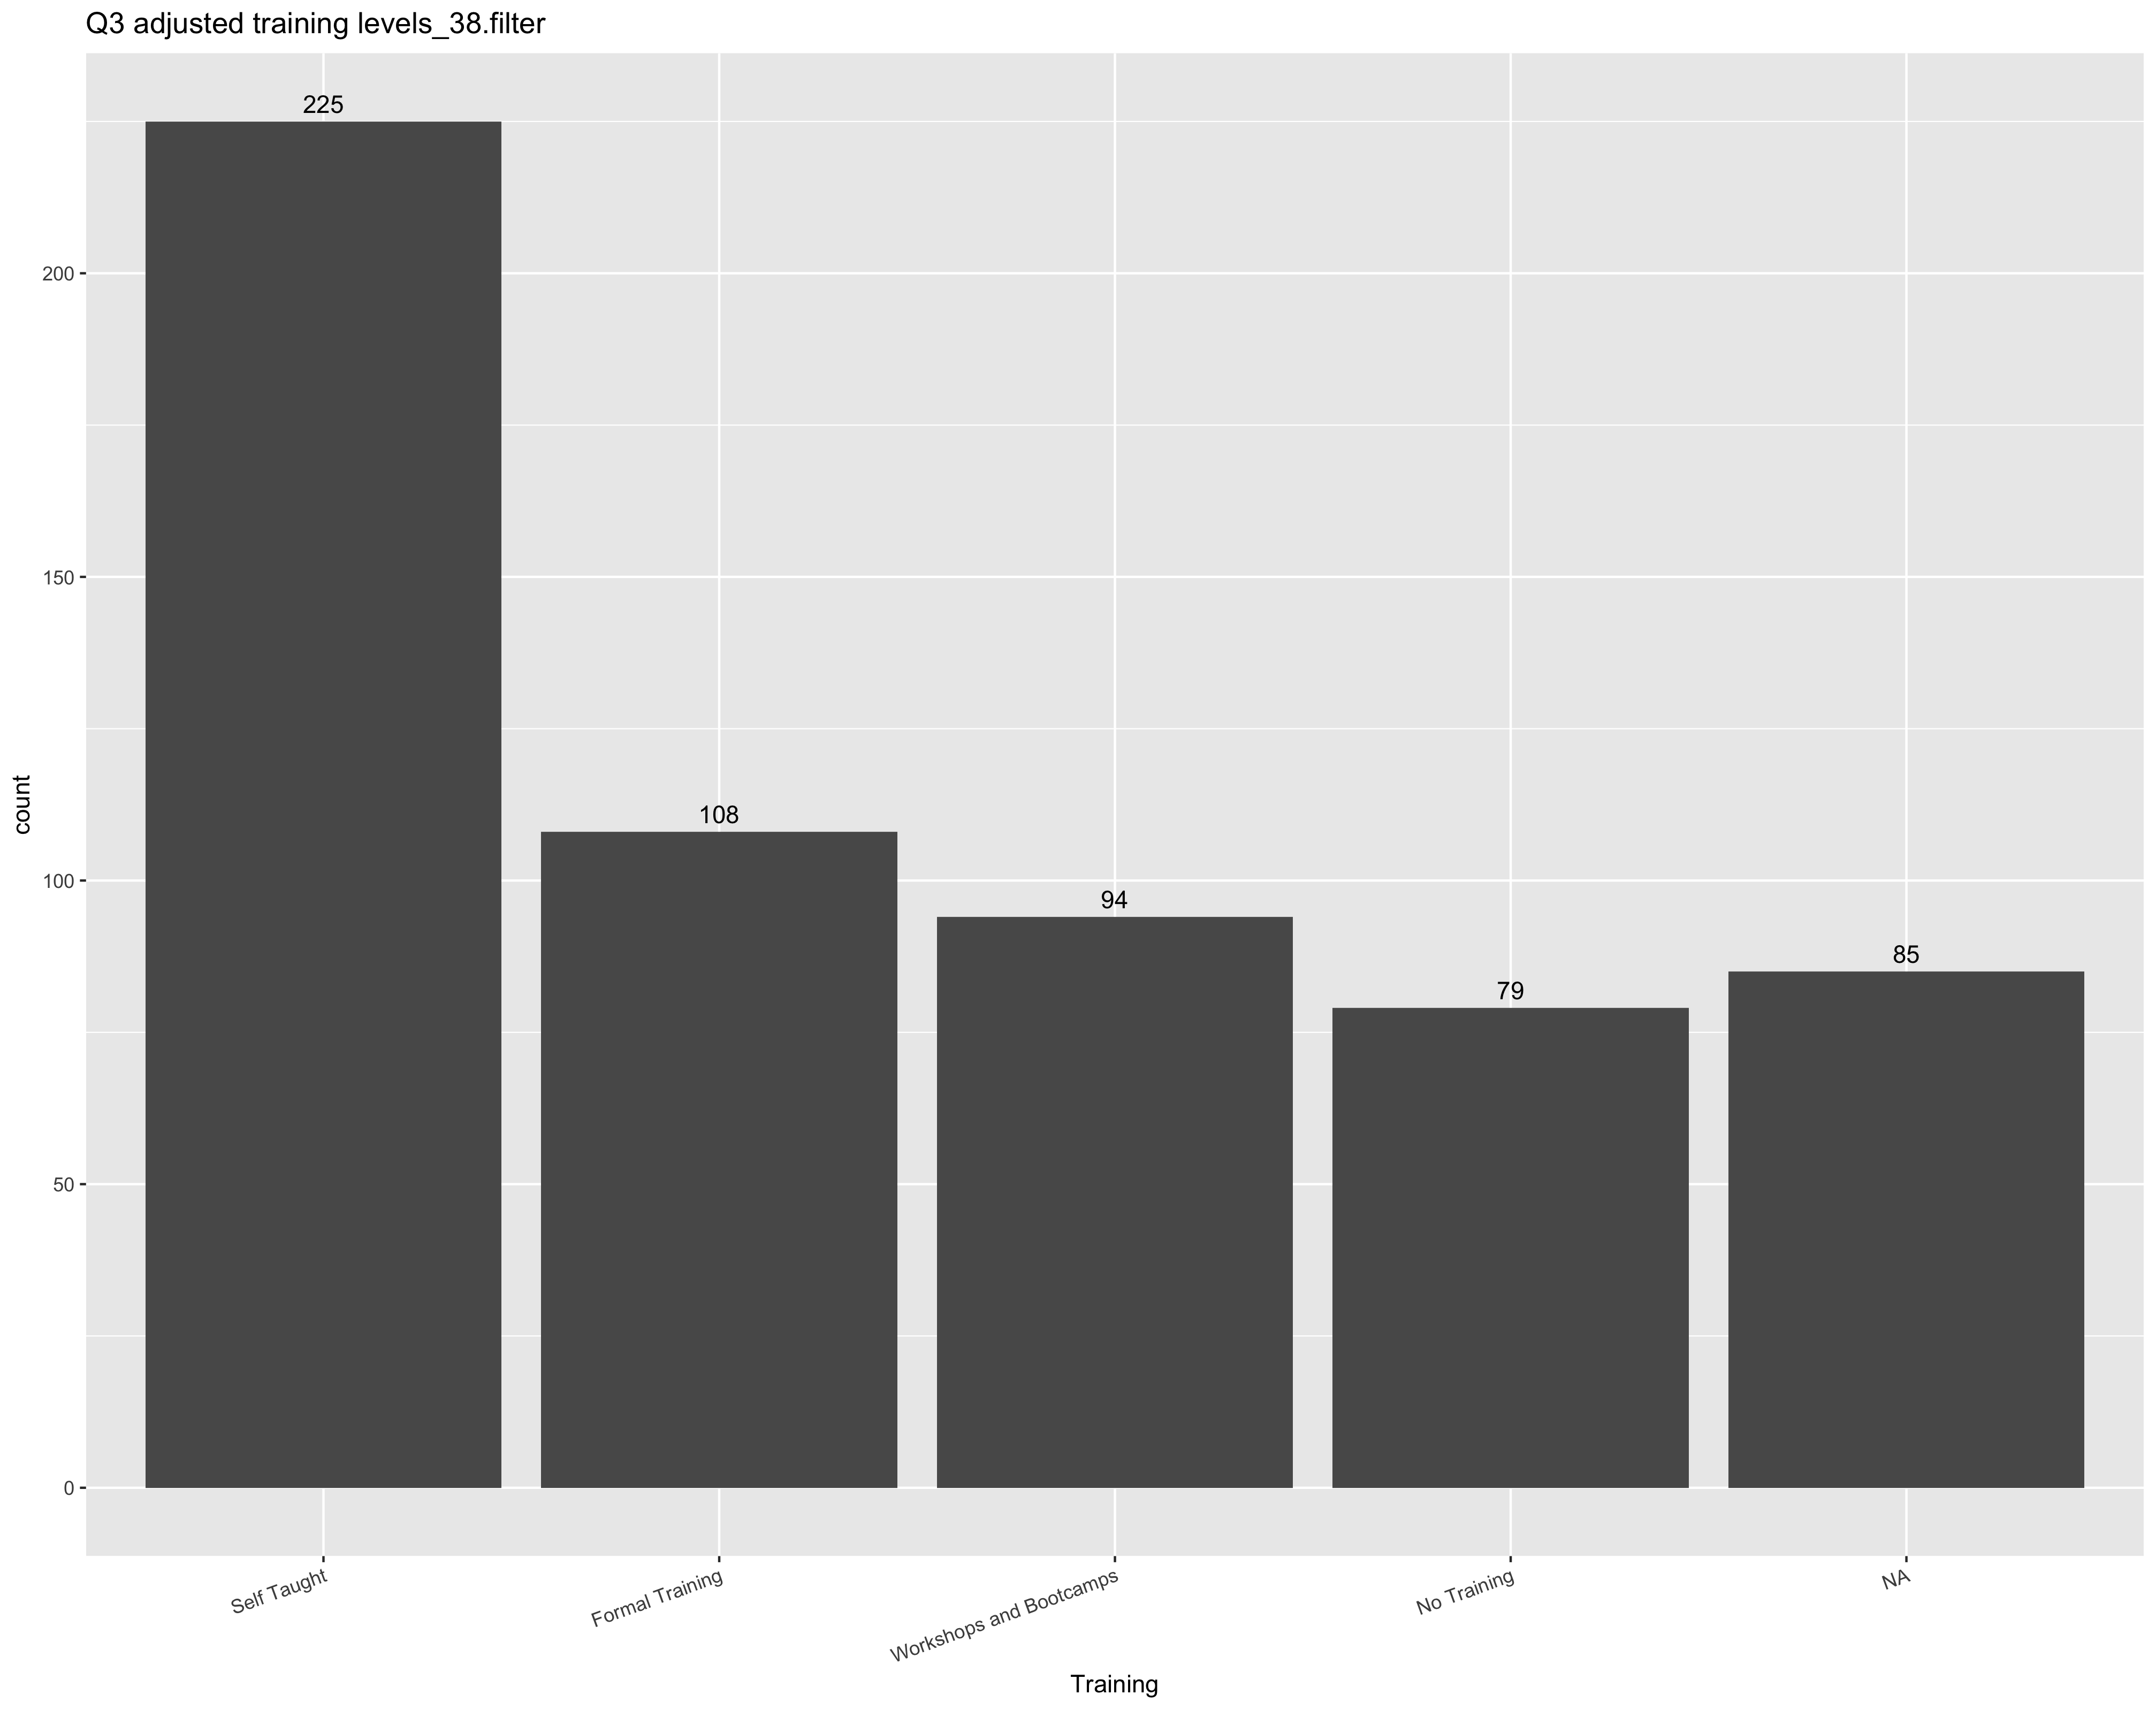 Q3 adjusted training levels_38.filter
225
108
94
79
85
200
150
100
50
0
count
Self Taught
Formal Training
Workshops and Bootcamps
No Training
NA
Training